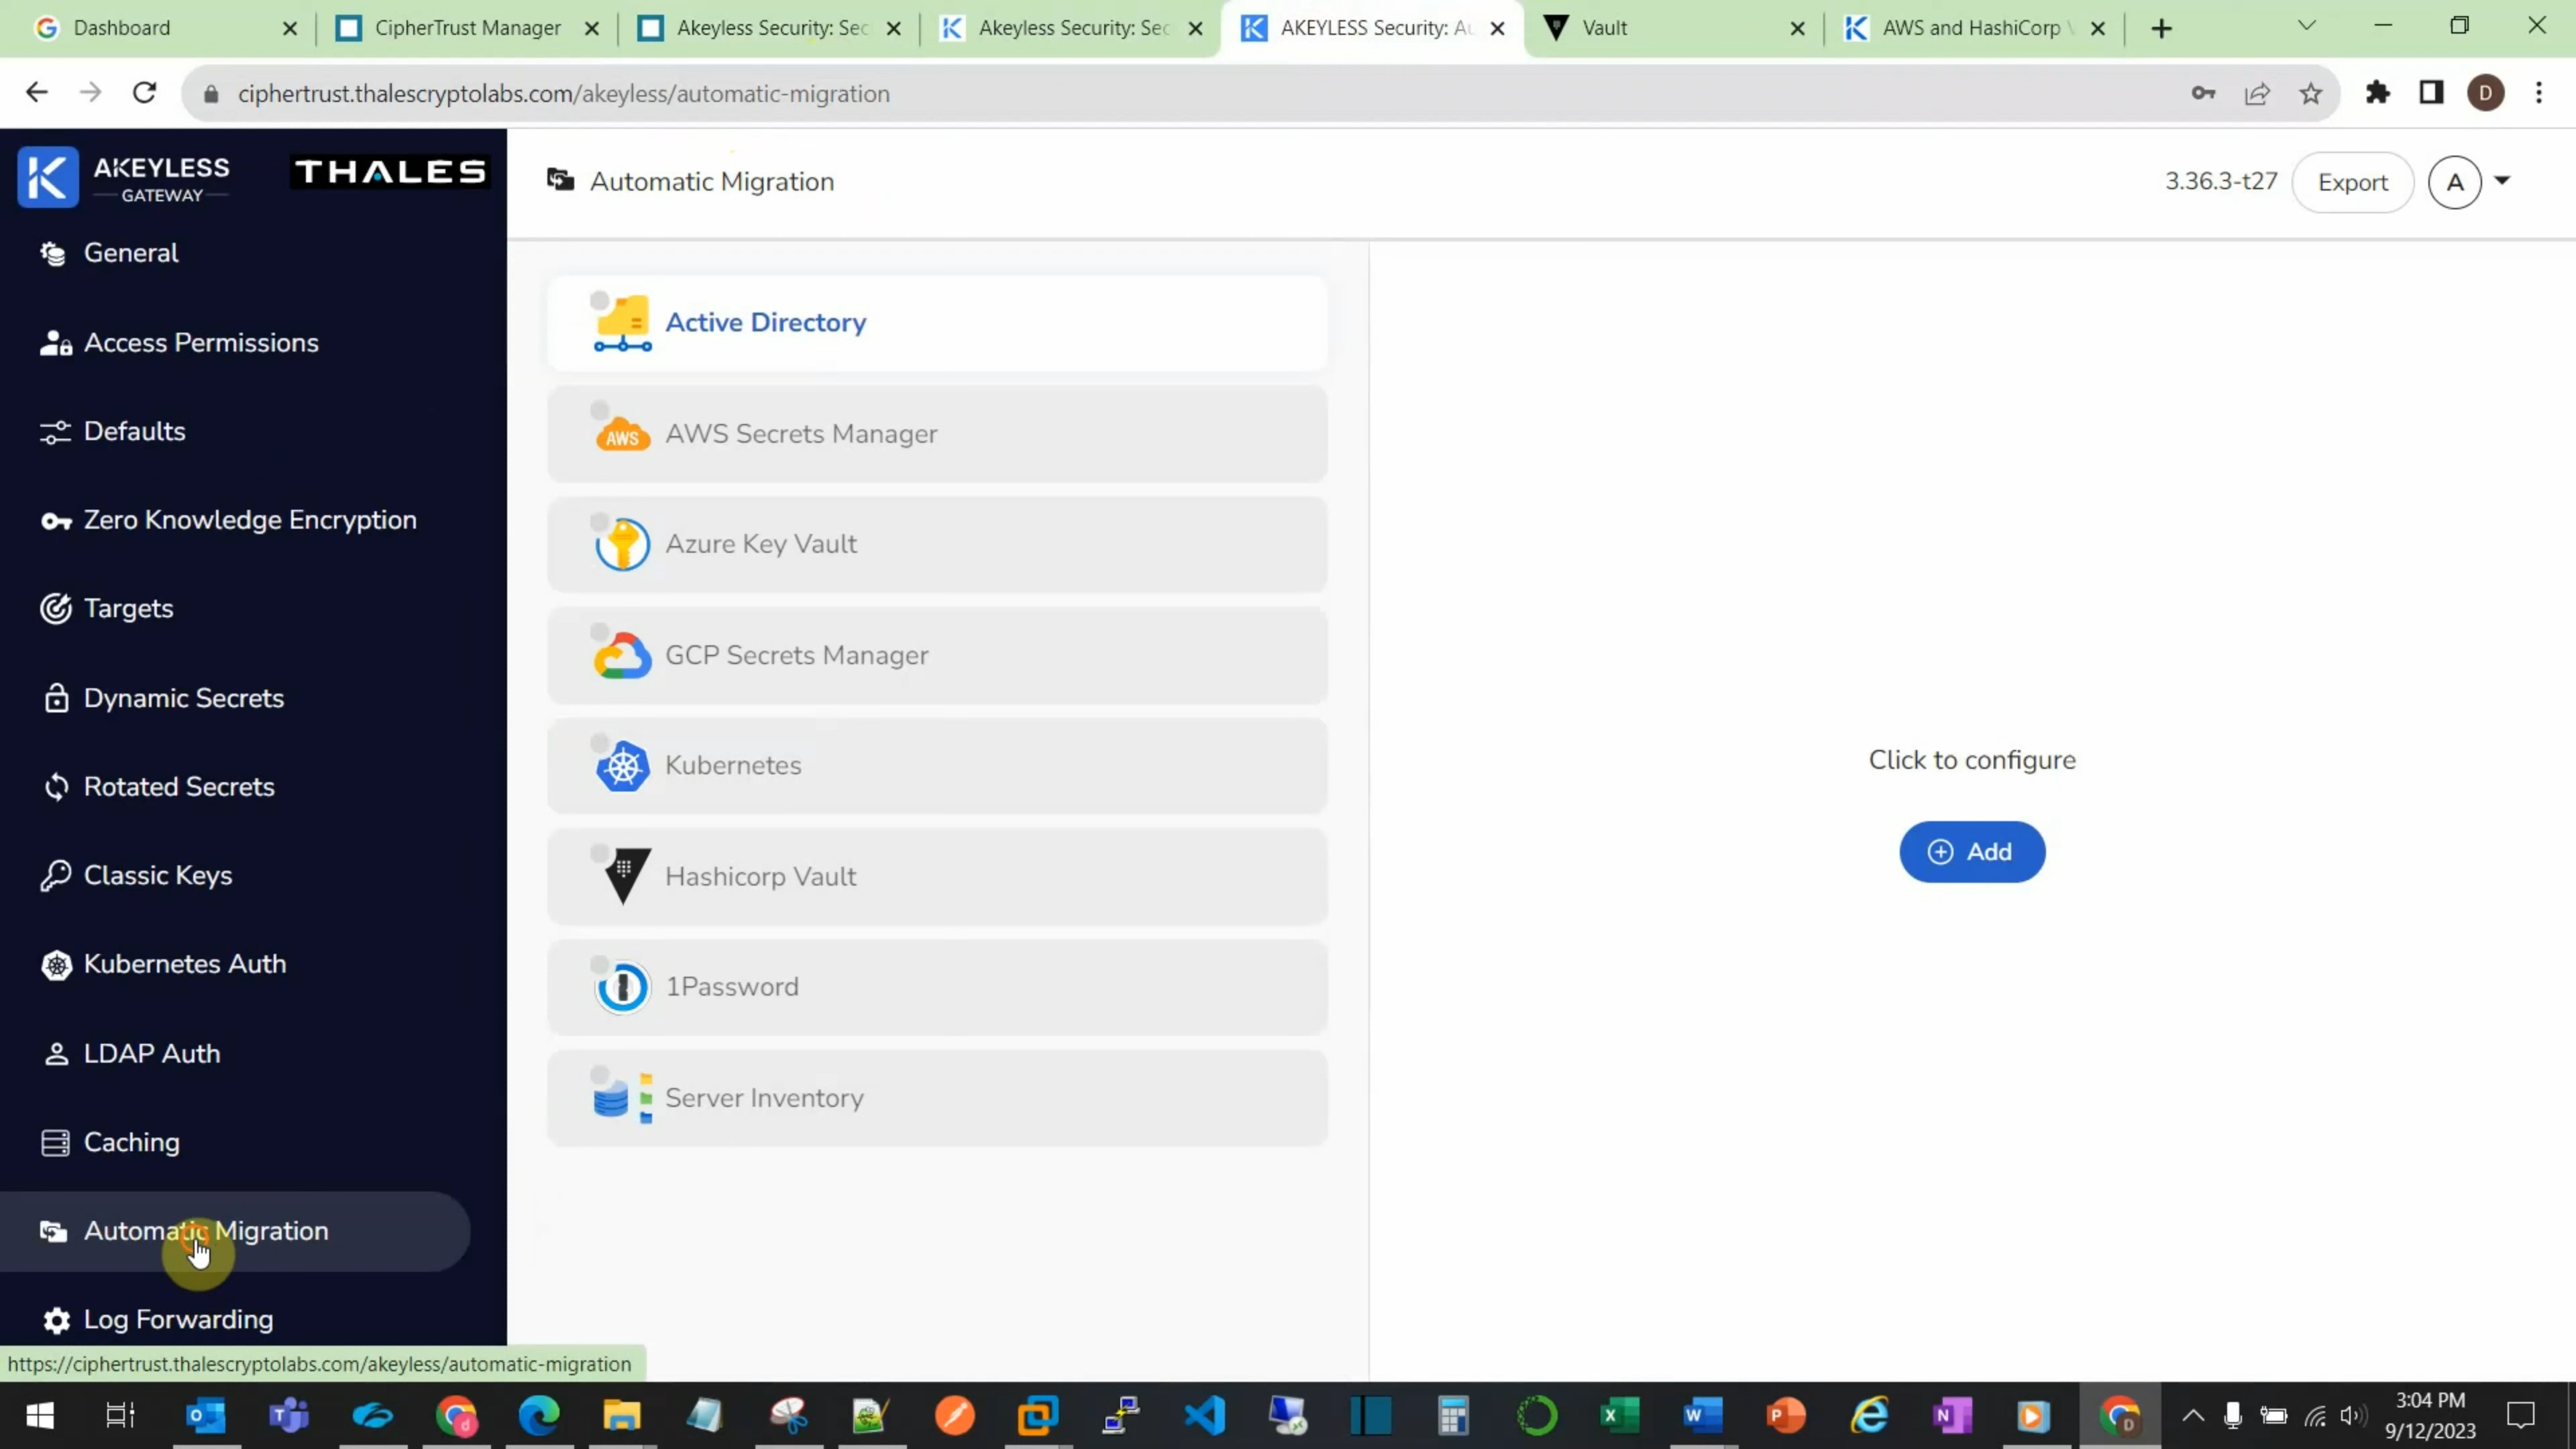 Dashboard
CipherTrust Manager
Akeyless Security: Sec
Akeyless Security: Sec
AKEYLESS Security: Au
Vault
AWS and HashiCorp V
ciphertrust.thalescryptolabs.com/akeyless/automatic-migration
D
AKEYLESS
GATEWAY
THALES
Automatic Migration
3.36.3-t27
Export
A
General
Access Permissions
Defaults
Zero Knowledge Encryption
Targets
Dynamic Secrets
Rotated Secrets
Classic Keys
Kubernetes Auth
LDAP Auth
Caching
Automatic Migration
Log Forwarding
Active Directory
AWS
AWS Secrets Manager
Azure Key Vault
GCP Secrets Manager
Kubernetes
Hashicorp Vault
1Password
Server Inventory
Click to configure
Add
https://ciphertrust.thalescryptolabs.com/akeyless/automatic-migration
3:04 PM
9/12/2023